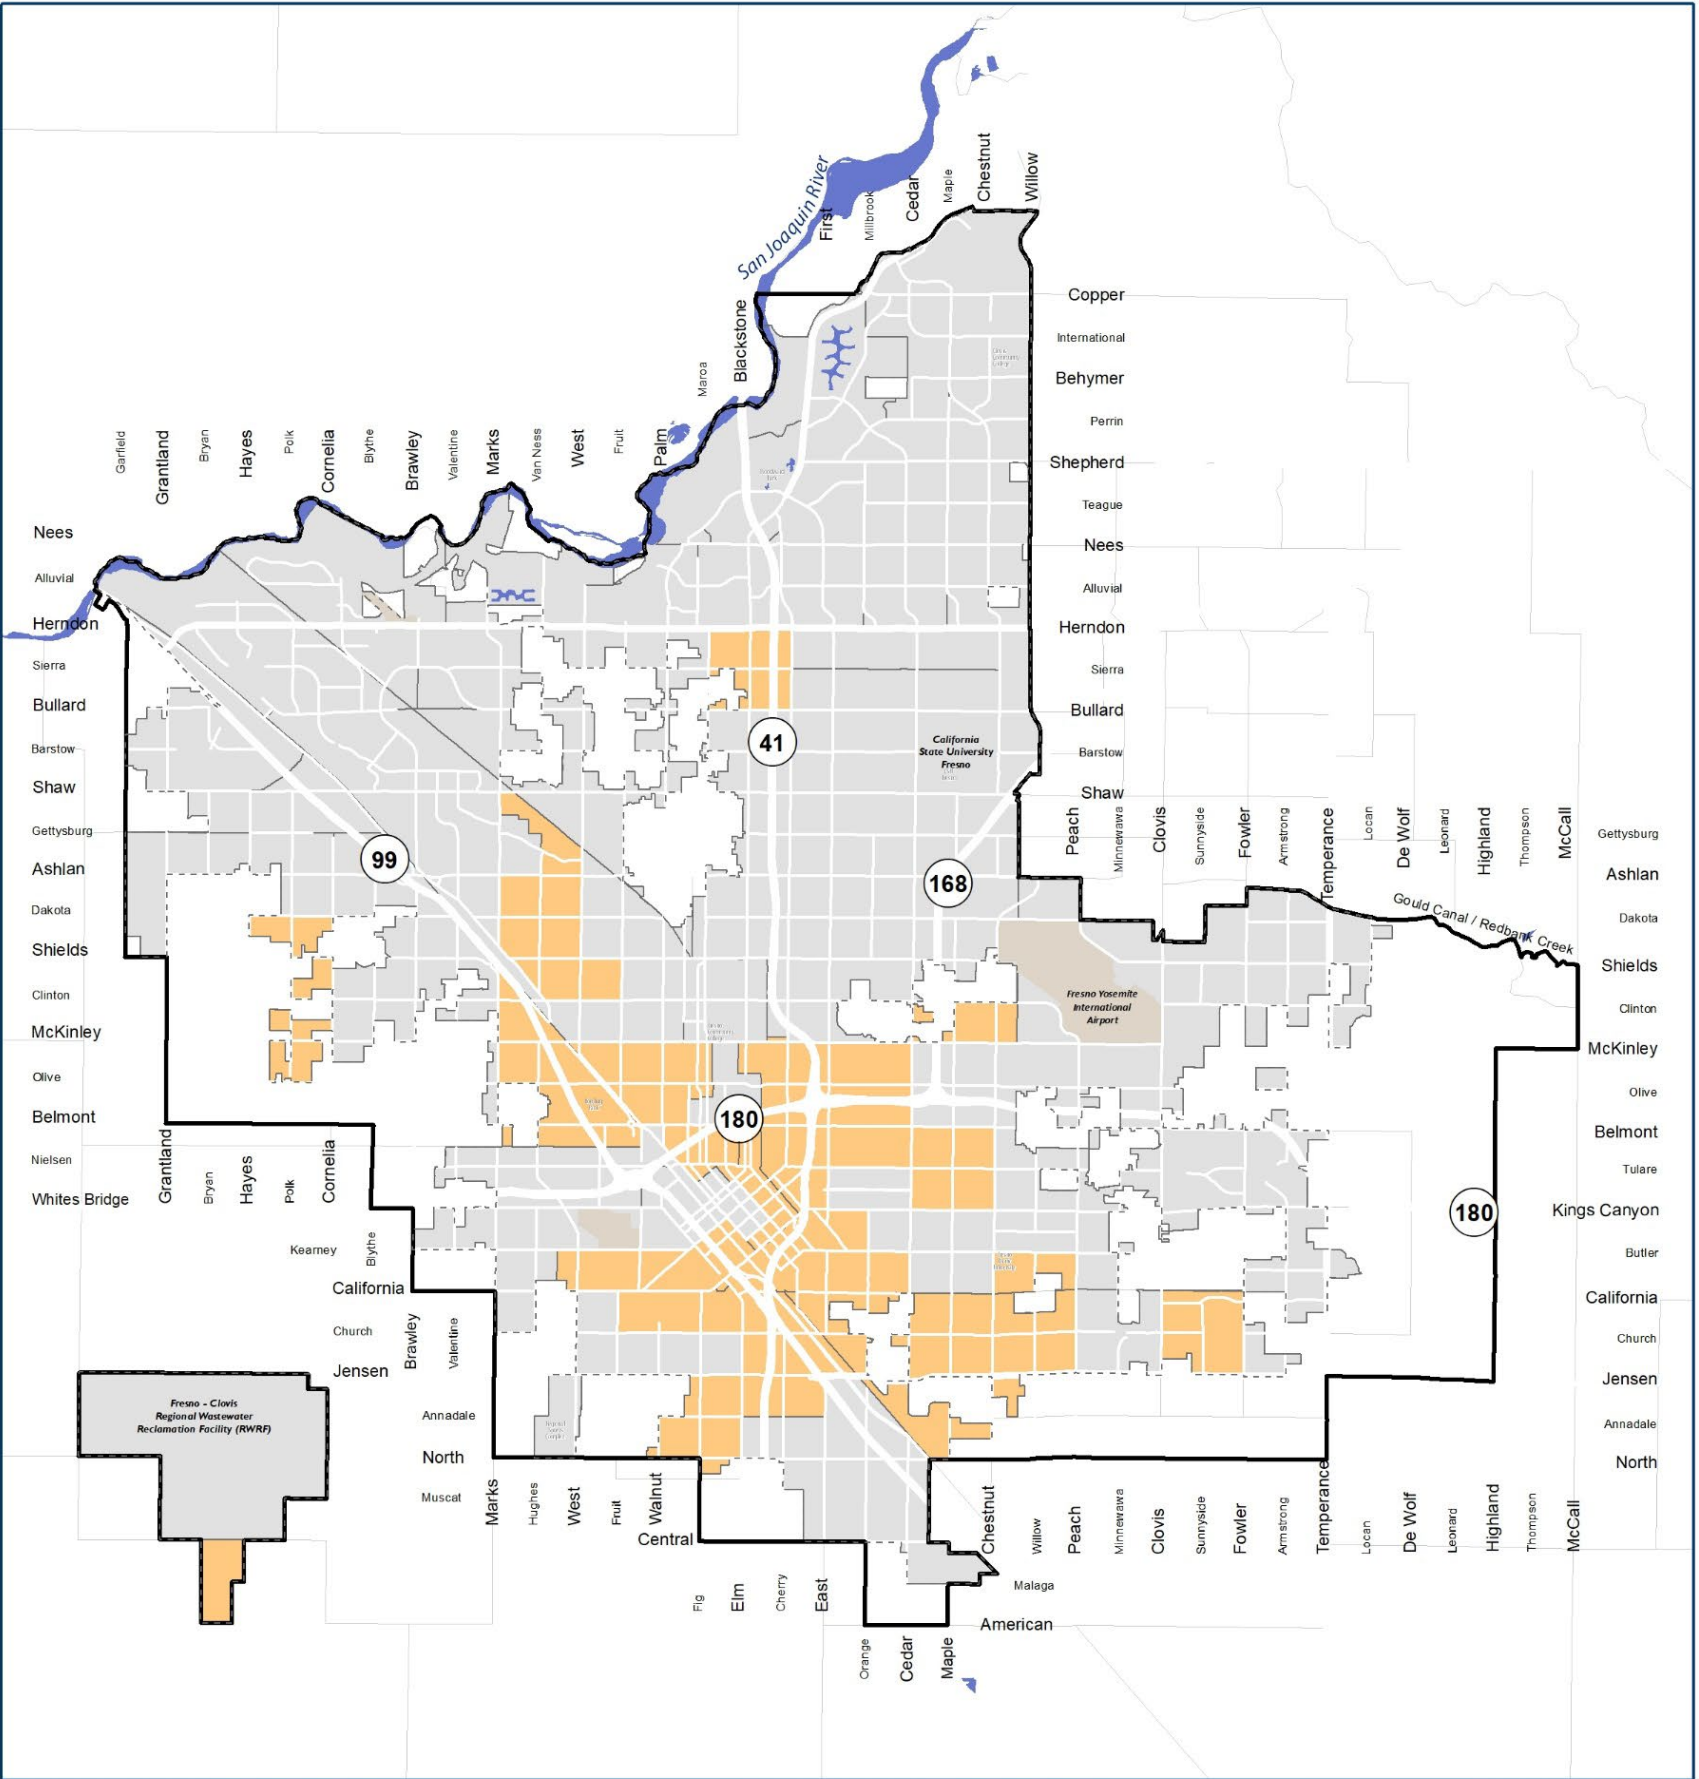 San Joaquin River
First
Millbrook
Cedar
Maple
Chestnut
Willow
Maroa
Blackstone
Copper
International
Behymer
Perrin
Shepherd
Teague
Nees
Alluvial
Herndon
Sierra
Bullard
Barstow
Shaw
Garfield
Grantland
Bryan
Hayes
Polk
Cornelia
Blythe
Brawley
Valentine
Marks
Van Ness
West
Fruit
Palm
Nees
Alluvial
Herndon
Sierra
Bullard
Barstow
Shaw
Gettysburg
Ashlan
Dakota
Shields
Clinton
McKinley
Olive
Belmont
Nielsen
Whites Bridge
41
California
State University
Fresno
99
168
180
180
Peach
Minnewawa
Clovis
Sunnyside
Fowler
Armstrong
Temperance
Locan
De Wolf
Leonard
Highland
Thompson
McCall
Gould Canal / Redbank Creek
Gettysburg
Ashlan
Dakota
Shields
Clinton
McKinley
Olive
Belmont
Tulare
Kings Canyon
Butler
California
Church
Jensen
Annadale
North
Fresno Yosemite
International
Airport
Grantland
Bryan
Hayes
Polk
Cornelia
Kearney
Blythe
California
Church
Jensen
Brawley
Valentine
Annadale
North
Muscat
Fresno - Clovis
Regional Wastewater
Reclamation Facility (RWRF)
Marks
Hughes
West
Fruit
Walnut
Central
Fig
Elm
Cherry
East
Orange
Cedar
Maple
American
Malaga
Chestnut
Willow
Peach
Minnewawa
Clovis
Sunnyside
Fowler
Armstrong
Temperance
Locan
De Wolf
Leonard
Highland
Thompson
McCall